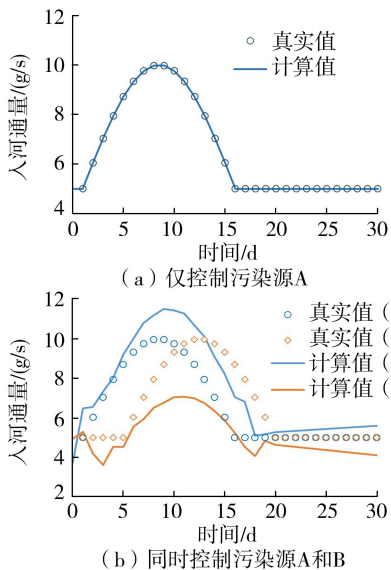 12
10
8
6
4
入河通量/(g/s)
真实值
计算值
0 5 10 15 20 25 30
时间/d
(a) 仅控制污染源A
12
10
8
6
4
2
入河通量/(g/s)
真实值(
真实值(
计算值(
计算值(
0 5 10 15 20 25 30
时间/d
(b) 同时控制污染源A和B